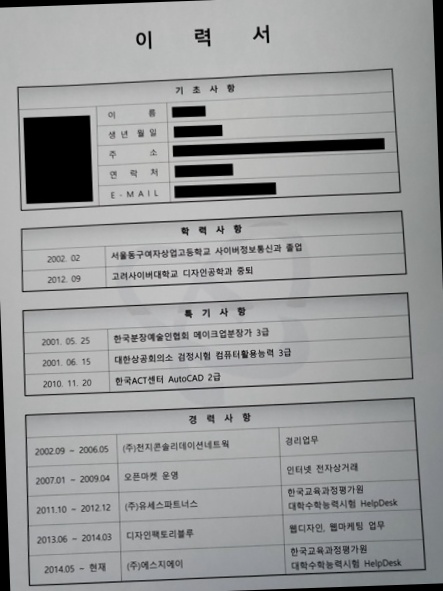 이 력 서
기 초 사 항
이 름
생 년 월 일
주 소
연 락 처
E - M A I L
학 력 사 항
2002. 02 서울동구여자상업고등학교 사이버정보통신과 졸업
2012. 09 고려사이버대학교 디자인공학과 중퇴
특 기 사 항
2001. 05. 25 한국분장예술인협회 메이크업분장가 3급
2001. 06. 15 대한상공회의소 검정시험 컴퓨터활용능력 3급
2010. 11. 20 한국ACT센터 AutoCAD 2급
경 력 사 항
2002.09 ~ 2006.05 (주)천지콘솔리데이션네트웍 경리업무
2007.01 ~ 2009.04 오픈마켓 운영 인터넷 전자상거래
2011.10 ~ 2012.12 (주)유세스파트너스 한국교육과정평가원
대학수학능력시험 HelpDesk
2013.06 ~ 2014.03 디자인팩토리블루 웹디자인, 웹마케팅 업무
2014.05 ~ 현재 (주)에스지에이 한국교육과정평가원
대학수학능력시험 HelpDesk